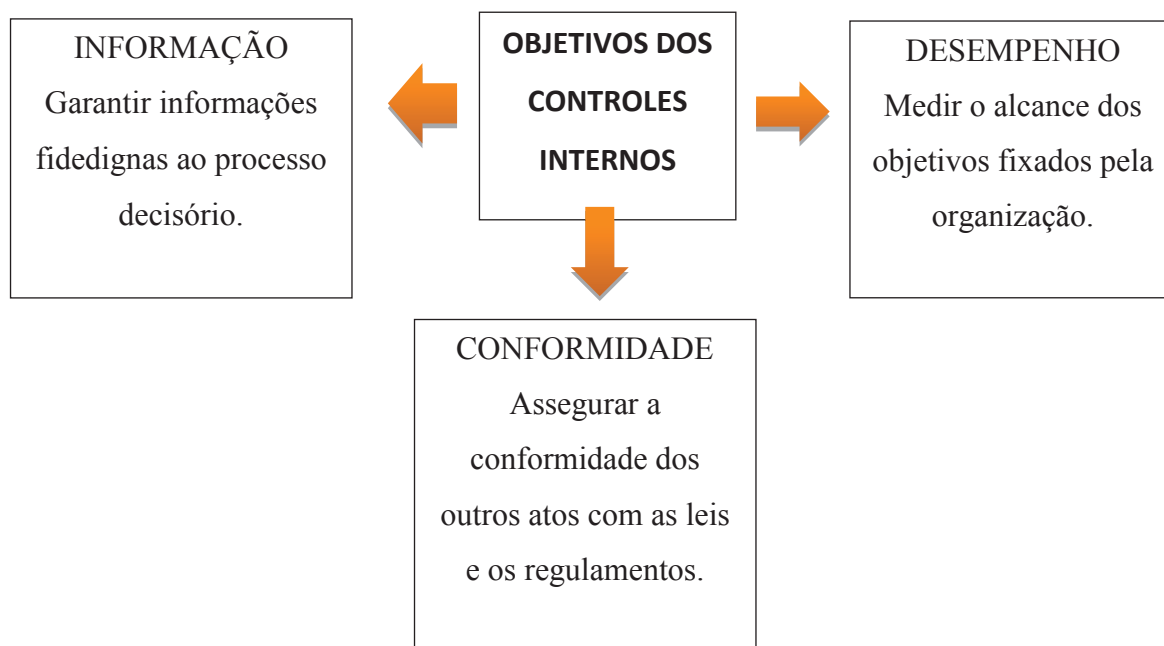 INFORMAÇÃO
Garantir informações
fidedignas ao processo
decisório.
OBJETIVOS DOS
CONTROLES
INTERNOS
DESEMPENHO
Medir o alcance dos
objetivos fixados pela
organização.
CONFORMIDADE
Assegurar a
conformidade dos
outros atos com as leis
e os regulamentos.